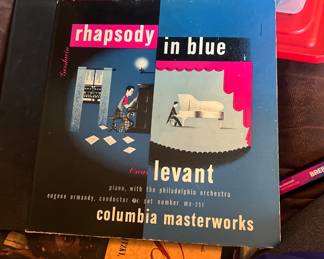 Gershwin
rhapsody in blue
Oscar
levant
piano, with the philadelphia orchestra
eugene ormandy, conductor set number mx-251
columbia masterworks
BREE